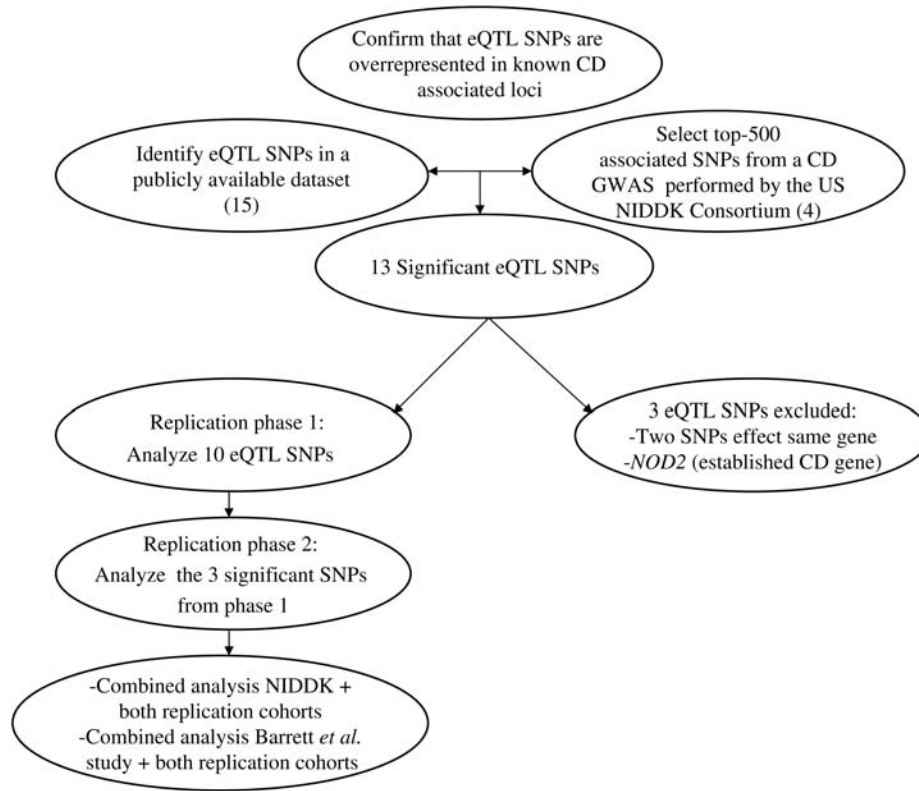 Confirm that eQTL SNPs are
overrepresented in known CD
associated loci
Identify eQTL SNPs in a
publicly available dataset
(15)
Select top-500
associated SNPs from a CD
GWAS performed by the US
NIDDK Consortium (4)
13 Significant eQTL SNPs
Replication phase 1:
Analyze 10 eQTL SNPs
3 eQTL SNPs excluded:
-Two SNPs effect same gene
-NOD2 (established CD gene)
Replication phase 2:
Analyze the 3 significant SNPs
from phase 1
-Combined analysis NIDDK +
both replication cohorts
-Combined analysis Barrett et al.
study + both replication cohorts